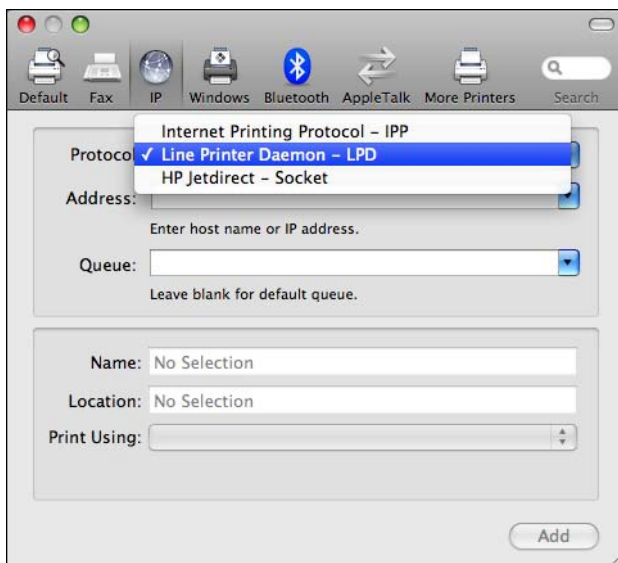 Default Fax IP Windows Bluetooth AppleTalk More Printers Search
Internet Printing Protocol – IPP
Protocol ✓ Line Printer Daemon – LPD
HP Jetdirect – Socket
Address:
Enter host name or IP address.
Queue:
Leave blank for default queue.
Name: No Selection
Location: No Selection
Print Using:
Add